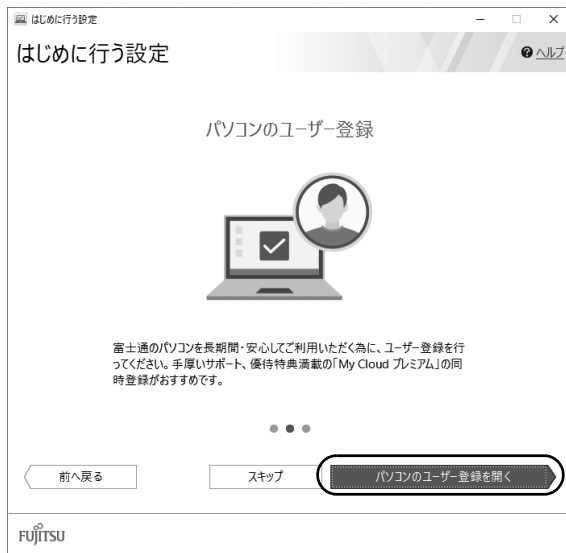 はじめに行う設定
はじめに行う設定
ヘルプ
パソコンのユーザー登録
富士通のパソコンを長期間・安心してご利用いただく為に、ユーザー登録を行
ってください。手厚いサポート、優待特典満載の「My Cloud プレミアム」の同
時登録がおすすめです。
前へ戻る
スキップ
パソコンのユーザー登録を開く
FUJITSU